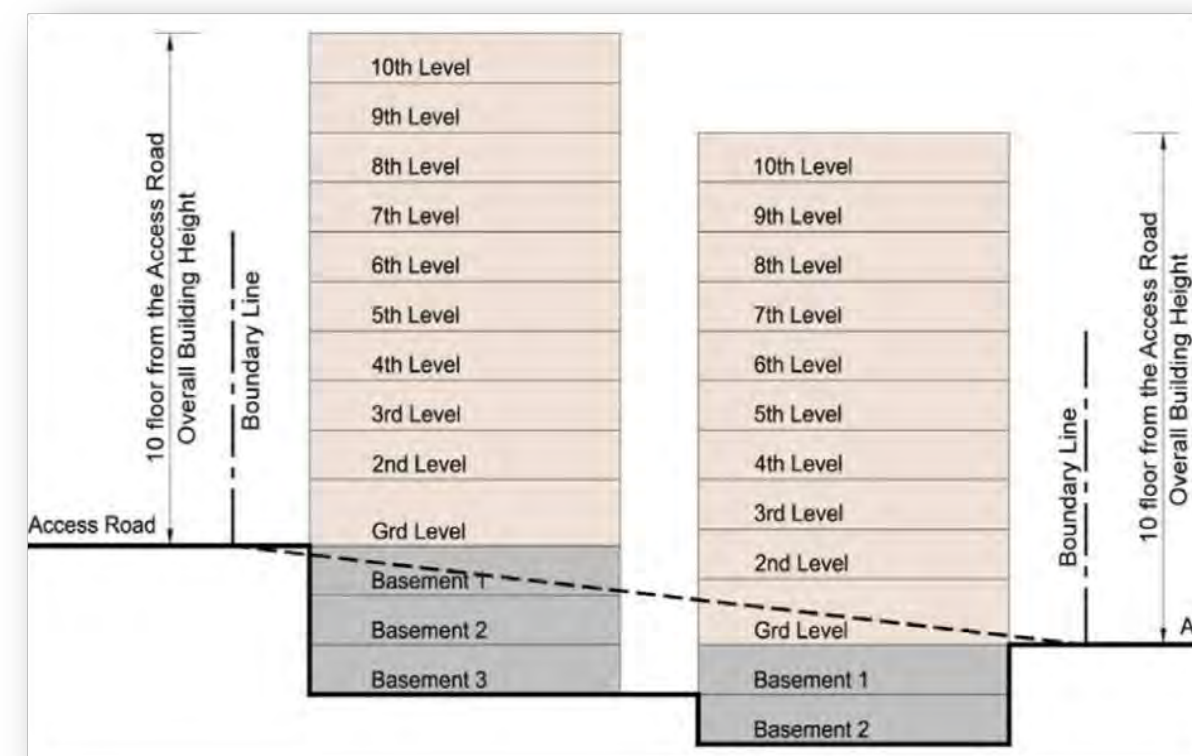 10 floor from the Access Road
Overall Building Height
Boundary Line
Access Road
10th Level
9th Level
8th Level
7th Level
6th Level
5th Level
4th Level
3rd Level
2nd Level
Grd Level
Basement 1
Basement 2
Basement 3
10th Level
9th Level
8th Level
7th Level
6th Level
5th Level
4th Level
3rd Level
2nd Level
Grd Level
Basement 1
Basement 2
Boundary Line
10 floor from the Access Road
Overall Building Height
A